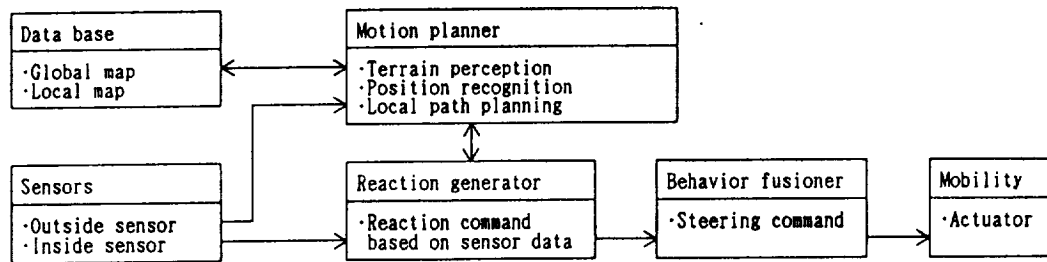 Data base
·Global map
·Local map
Motion planner
·Terrain perception
·Position recognition
·Local path planning
Sensors
·Outside sensor
·Inside sensor
Reaction generator
·Reaction command
based on sensor data
Behavior fusioner
·Steering command
Mobility
·Actuator